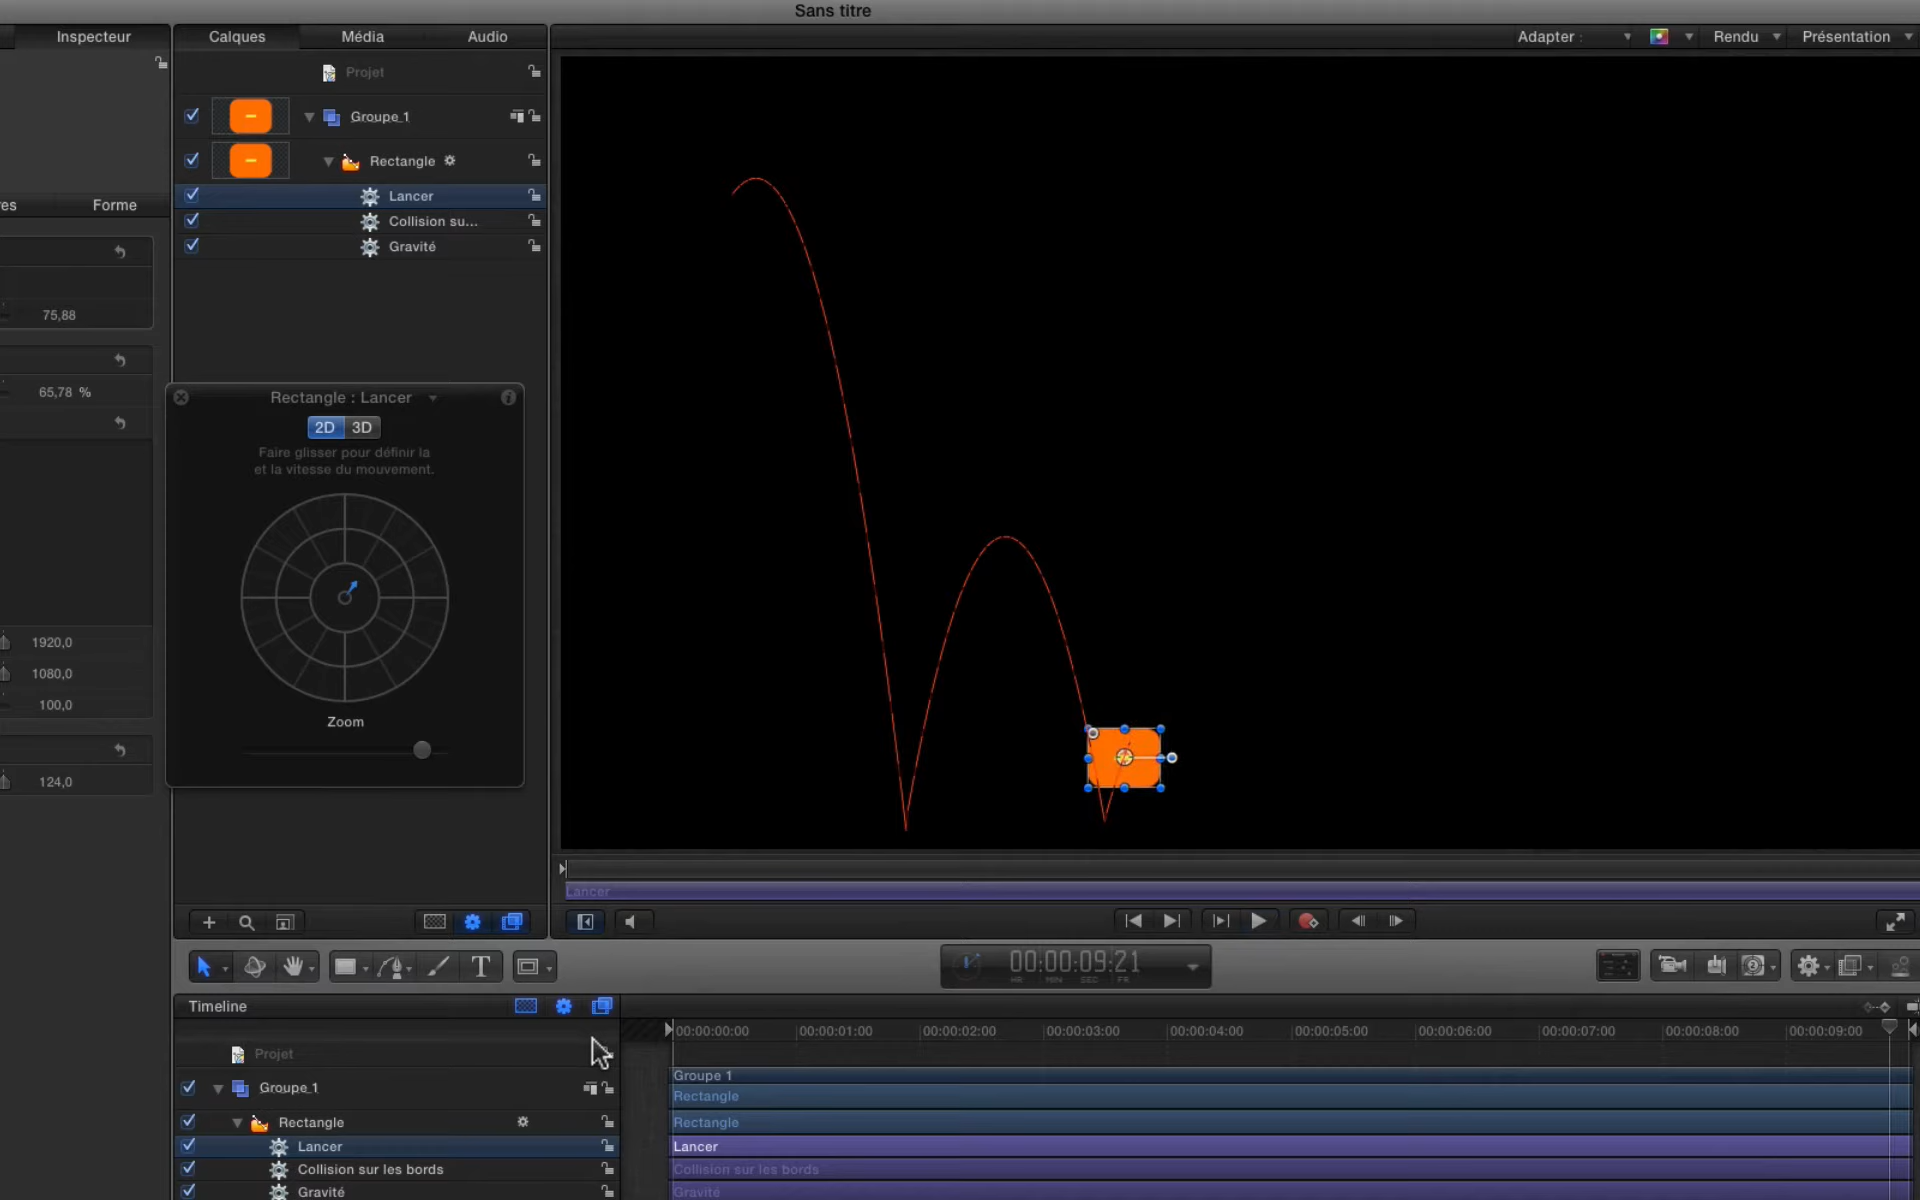 Sans titre
Inspecteur
Calques
Média
Audio
Adapter :
Rendu
Présentation
Projet
Groupe 1
Rectangle
Lancer
Collision su...
Gravité
res
Forme
75,88
65,78 %
1920,0
1080,0
100,0
124,0
Rectangle : Lancer
2D
3D
Faire glisser pour définir la
et la vitesse du mouvement.
Zoom
Lancer
T
00:00:09:21
HR MIN SEC FR
Timeline
00:00:00:00
00:00:01:00
00:00:02:00
00:00:03:00
00:00:04:00
00:00:05:00
00:00:06:00
00:00:07:00
00:00:08:00
00:00:09:00
Projet
Groupe 1
Groupe 1
Rectangle
Rectangle
Rectangle
Lancer
Lancer
Collision sur les bords
Collision sur les bords
Gravité
Gravité